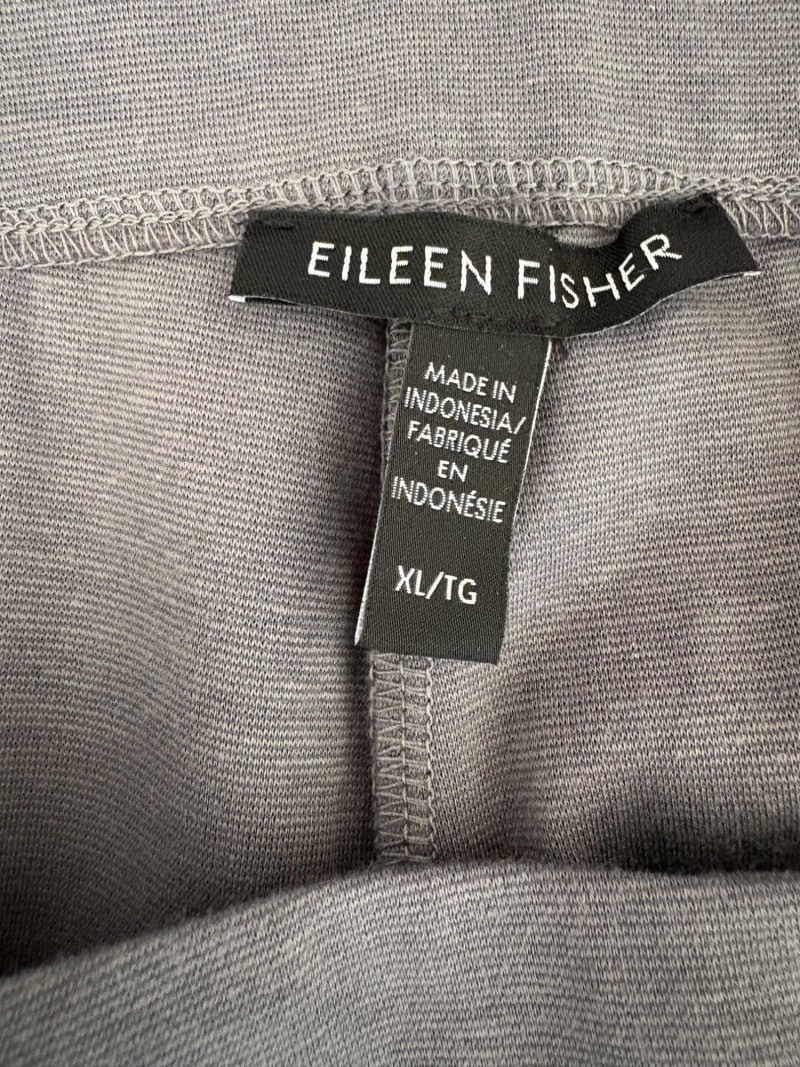 EILEEN FISHER
MADE IN
INDONESIA/
FABRIQUÉ
EN
INDONÉSIE
XL/TG